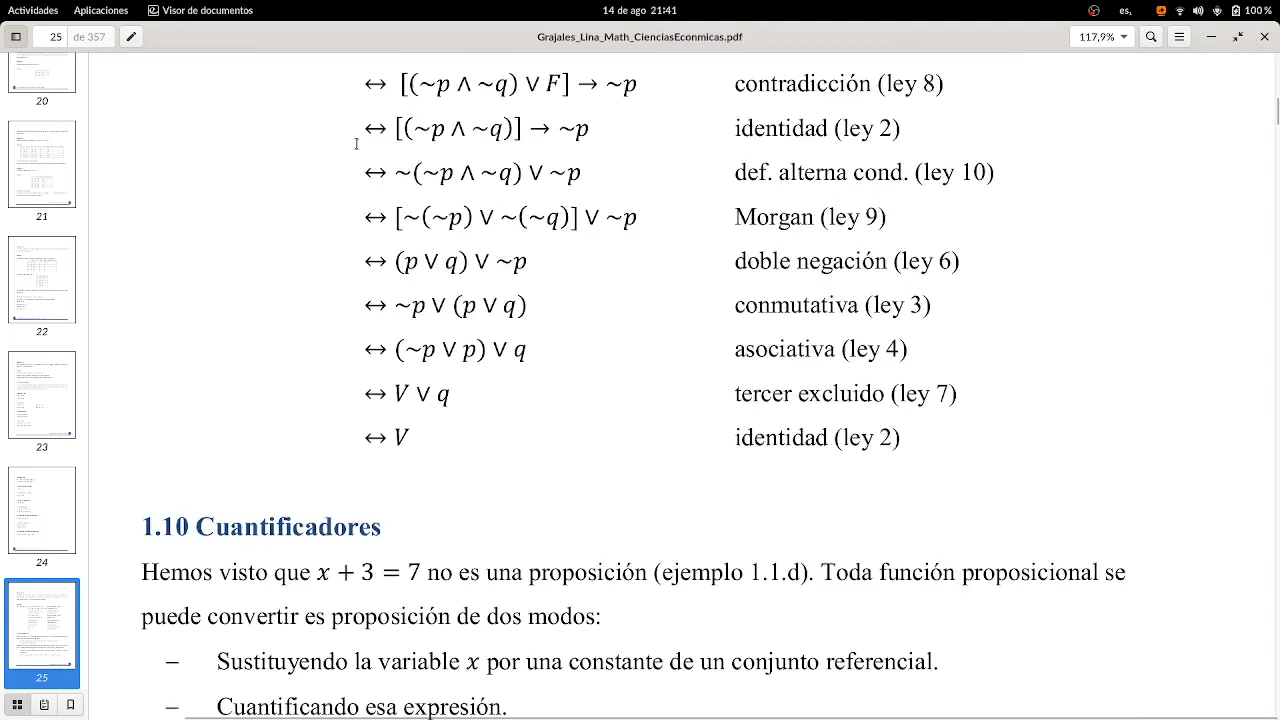 Actividades Aplicaciones Visor de documentos 14 de ago 21:41 es, 100 %
25 de 357 Grajales_Lina_Math_CienciasEconmicas.pdf 117,9%
20
21
22
23
24
25
↔ [(~p ∧ ~q) ∨ F] → ~p contradicción (ley 8)
↔ [(~p ∧ ~q)] → ~p identidad (ley 2)
↔ ~(~p ∧ ~q) ∨ ~p def. alterna cond. (ley 10)
↔ [~(~p) ∨ ~(~q)] ∨ ~p Morgan (ley 9)
↔ (p ∨ q) ∨ ~p doble negación (ley 6)
↔ ~p ∨ (p ∨ q) conmutativa (ley 3)
↔ (~p ∨ p) ∨ q asociativa (ley 4)
↔ V ∨ q tercer excluido (ley 7)
↔ V identidad (ley 2)
1.10 Cuantificadores
Hemos visto que x + 3 = 7 no es una proposición (ejemplo 1.1.d). Toda función proposicional se
puede convertir es proposición de dos modos:
– Sustituyendo la variable x por una constante de un conjunto referencial.
– Cuantificando esa expresión.